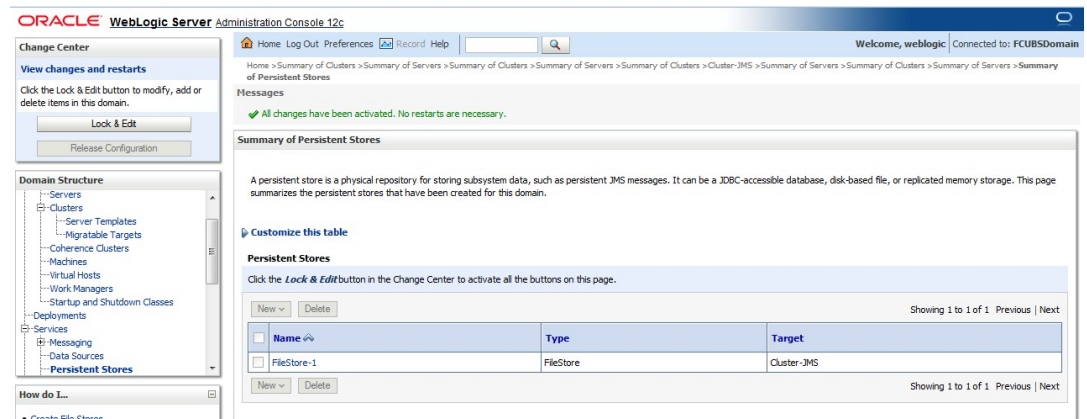 ORACLE WebLogic Server Administration Console 12c
Change Center
View changes and restarts
Click the Lock & Edit button to modify, add or
delete items in this domain.
Lock & Edit
Release Configuration
Domain Structure
Servers
Clusters
Server Templates
Migratable Targets
Coherence Clusters
Machines
Virtual Hosts
Work Managers
Startup and Shutdown Classes
Deployments
Services
Messaging
Data Sources
Persistent Stores
How do I...
Create File Stores
Home Log Out Preferences Record Help
Welcome, weblogic Connected to: FCUBSDomain
Home >Summary of Clusters >Summary of Servers >Summary of Clusters >Summary of Servers >Summary of Clusters >Cluster-JMS >Summary of Servers >Summary of Clusters >Summary of Servers >Summary
of Persistent Stores
Messages
All changes have been activated. No restarts are necessary.
Summary of Persistent Stores
A persistent store is a physical repository for storing subsystem data, such as persistent JMS messages. It can be a JDBC-accessible database, disk-based file, or replicated memory storage. This page
summarizes the persistent stores that have been created for this domain.
Customize this table
Persistent Stores
Click the Lock & Edit button in the Change Center to activate all the buttons on this page.
New Delete Showing 1 to 1 of 1 Previous | Next
Name Type Target
FileStore-1 FileStore Cluster-JMS
New Delete Showing 1 to 1 of 1 Previous | Next